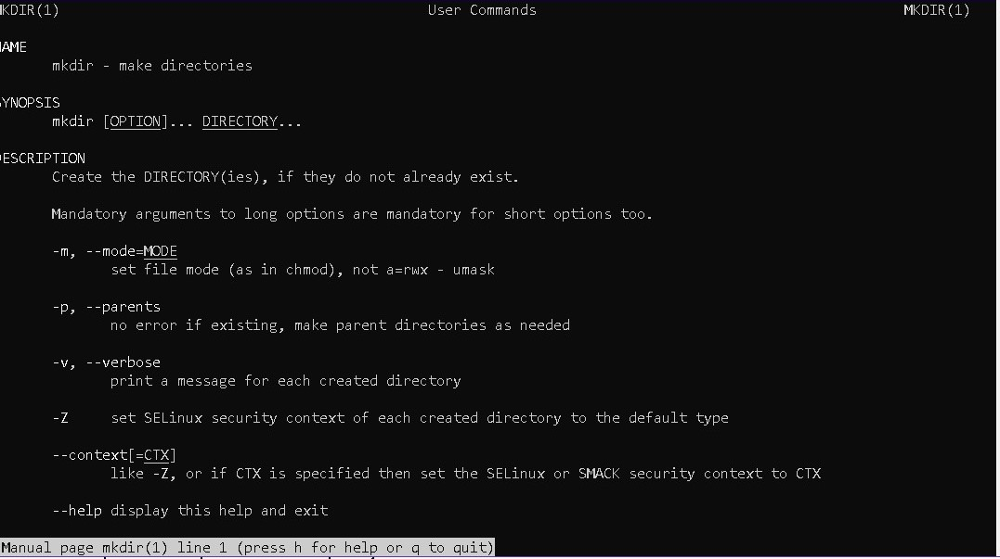 MKDIR(1) User Commands MKDIR(1)
NAME
mkdir - make directories
SYNOPSIS
mkdir [OPTION]... DIRECTORY...
DESCRIPTION
Create the DIRECTORY(ies), if they do not already exist.
Mandatory arguments to long options are mandatory for short options too.
-m, --mode=MODE
set file mode (as in chmod), not a=rwx - umask
-p, --parents
no error if existing, make parent directories as needed
-v, --verbose
print a message for each created directory
-Z set SELinux security context of each created directory to the default type
--context[=CTX]
like -Z, or if CTX is specified then set the SELinux or SMACK security context to CTX
--help display this help and exit
Manual page mkdir(1) line 1 (press h for help or q to quit)